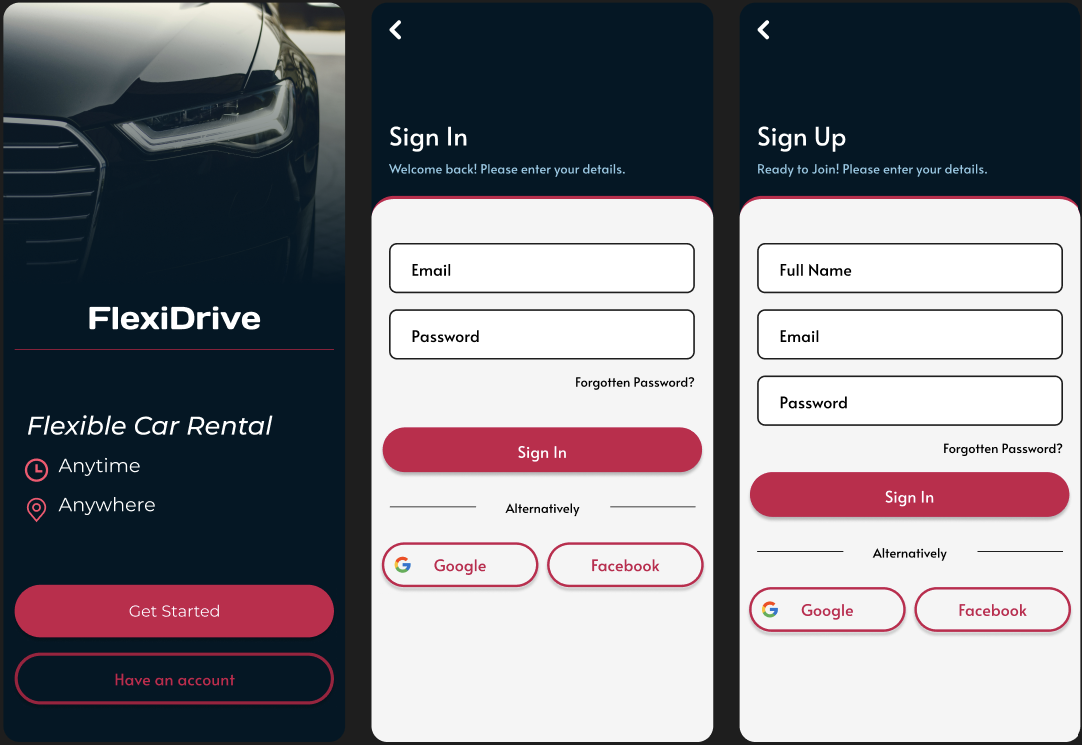 FlexiDrive
Flexible Car Rental
Anytime
Anywhere
Get Started
Have an account
Sign In
Welcome back! Please enter your details.
Email
Password
Forgotten Password?
Sign In
Alternatively
Google
Facebook
Sign Up
Ready to Join! Please enter your details.
Full Name
Email
Password
Forgotten Password?
Sign In
Alternatively
Google
Facebook